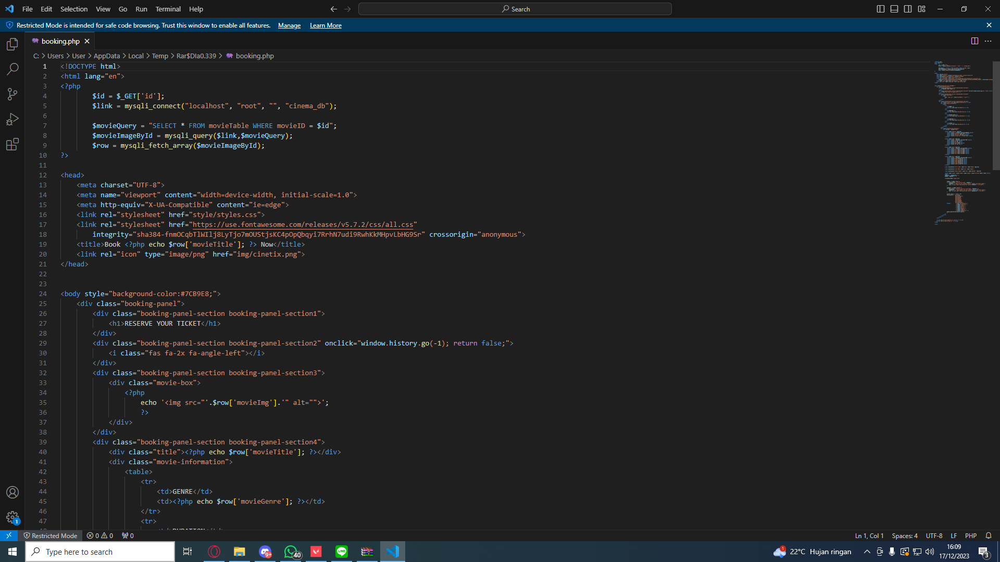 File Edit Selection View Go Run Terminal Help
Search
Restricted Mode is intended for safe code browsing. Trust this window to enable all features. Manage Learn More
booking.php
C: > Users > User > AppData > Local > Temp > Rar$DIa0.339 > booking.php
1 <!DOCTYPE html>
2 <html lang="en">
3 <?php
4 $id = $_GET['id'];
5 $link = mysqli_connect("localhost", "root", "", "cinema_db");
6
7 $movieQuery = "SELECT * FROM movieTable WHERE movieID = $id";
8 $movieImageById = mysqli_query($link,$movieQuery);
9 $row = mysqli_fetch_array($movieImageById);
10 ?>
11
12 <head>
13 <meta charset="UTF-8">
14 <meta name="viewport" content="width=device-width, initial-scale=1.0">
15 <meta http-equiv="X-UA-Compatible" content="ie=edge">
16 <link rel="stylesheet" href="style/styles.css">
17 <link rel="stylesheet" href="https://use.fontawesome.com/releases/v5.7.2/css/all.css"
18 integrity="sha384-fnmOCqbTlWIlj8LyTjo7mOUStjsKC4pOpQbqyi7RrhN7udi9RwhKkMHpvLbHG9Sr" crossorigin="anonymous">
19 <title>Book <?php echo $row['movieTitle']; ?> Now</title>
20 <link rel="icon" type="image/png" href="img/cinetix.png">
21 </head>
22
23
24 <body style="background-color:#7CB9E8;">
25 <div class="booking-panel">
26 <div class="booking-panel-section booking-panel-section1">
27 <h1>RESERVE YOUR TICKET</h1>
28 </div>
29 <div class="booking-panel-section booking-panel-section2" onclick="window.history.go(-1); return false;">
30 <i class="fas fa-2x fa-angle-left"></i>
31 </div>
32 <div class="booking-panel-section booking-panel-section3">
33 <div class="movie-box">
34 <?php
35 echo '<img src="'.$row['movieImg'].'" alt="">';
36 ?>
37 </div>
38 </div>
39 <div class="booking-panel-section booking-panel-section4">
40 <div class="title"><?php echo $row['movieTitle']; ?></div>
41 <div class="movie-information">
42 <table>
43 <tr>
44 <td>GENRE</td>
45 <td><?php echo $row['movieGenre']; ?></td>
46 </tr>
47 <tr>
1
Restricted Mode 0 0 0
Ln 1, Col 1 Spaces: 4 UTF-8 LF PHP
Type here to search
9+
40
LINE
1
22°C Hujan ringan
16:09
17/12/2023
3